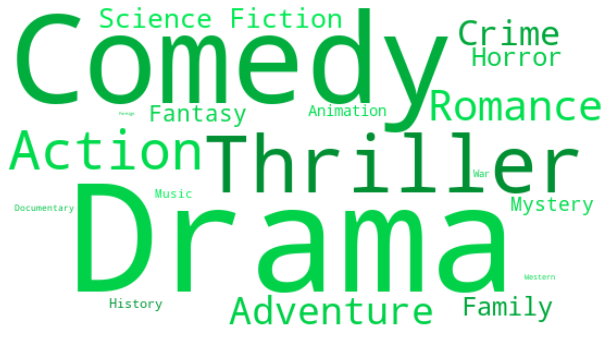 Science Fiction
Comedy
Crime
Horror
Romance
Fantasy
Animation
Foreign
Action
Thriller
War
Music
Mystery
Documentary
Drama
Western
History
Adventure
Family